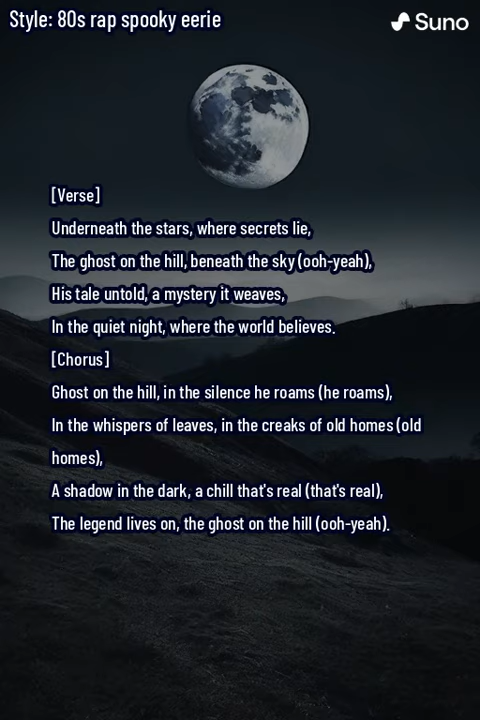 Style: 80s rap spooky eerie
Suno
[Verse]
Underneath the stars, where secrets lie,
The ghost on the hill, beneath the sky (ooh-yeah),
His tale untold, a mystery it weaves,
In the quiet night, where the world believes.
[Chorus]
Ghost on the hill, in the silence he roams (he roams),
In the whispers of leaves, in the creaks of old homes (old
homes),
A shadow in the dark, a chill that's real (that's real),
The legend lives on, the ghost on the hill (ooh-yeah).